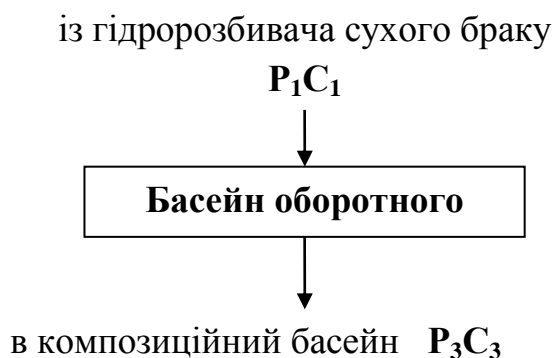 із гідророзбивача сухого браку
P₁C₁
Басейн оборотного
в композиційний басейн P₃C₃